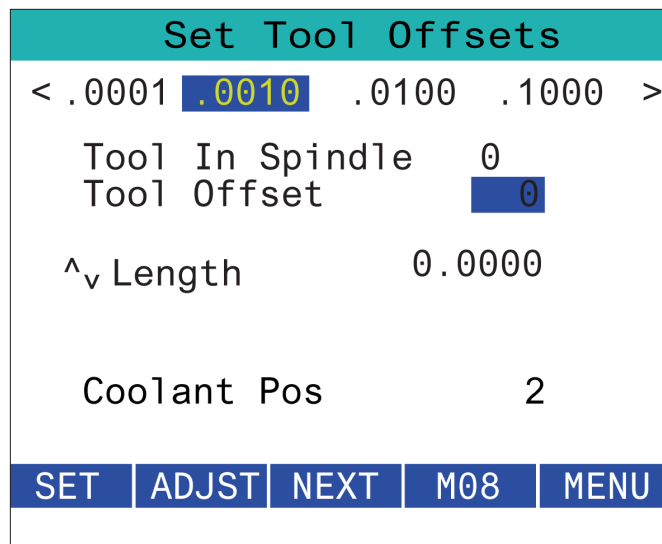 Set Tool Offsets
< .0001 .0010 .0100 .1000 >
Tool In Spindle 0
Tool Offset 0
^v Length 0.0000
Coolant Pos 2
SET ADJST NEXT M08 MENU